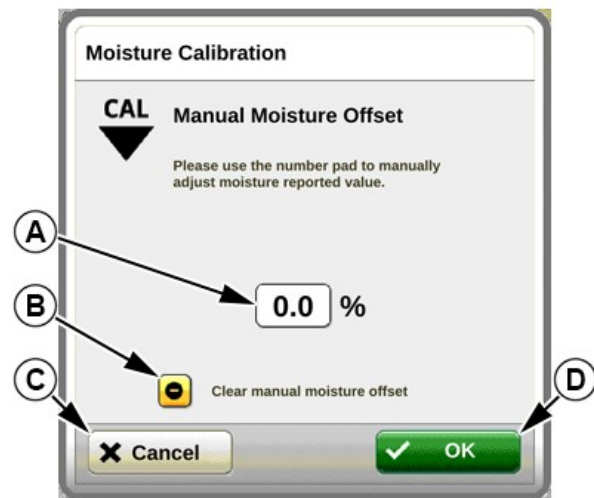 Moisture Calibration
CAL
Manual Moisture Offset
Please use the number pad to manually
adjust moisture reported value.
A
0.0 %
B
Clear manual moisture offset
C
D
Cancel
OK